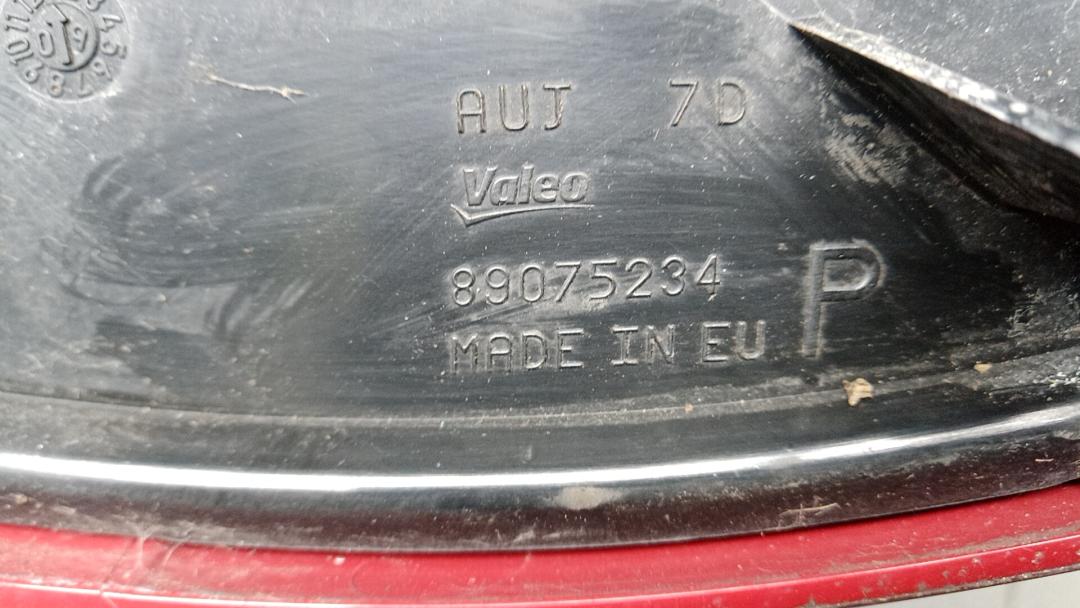 AUJ 7D
Valeo
89075234
MADE IN EU
P